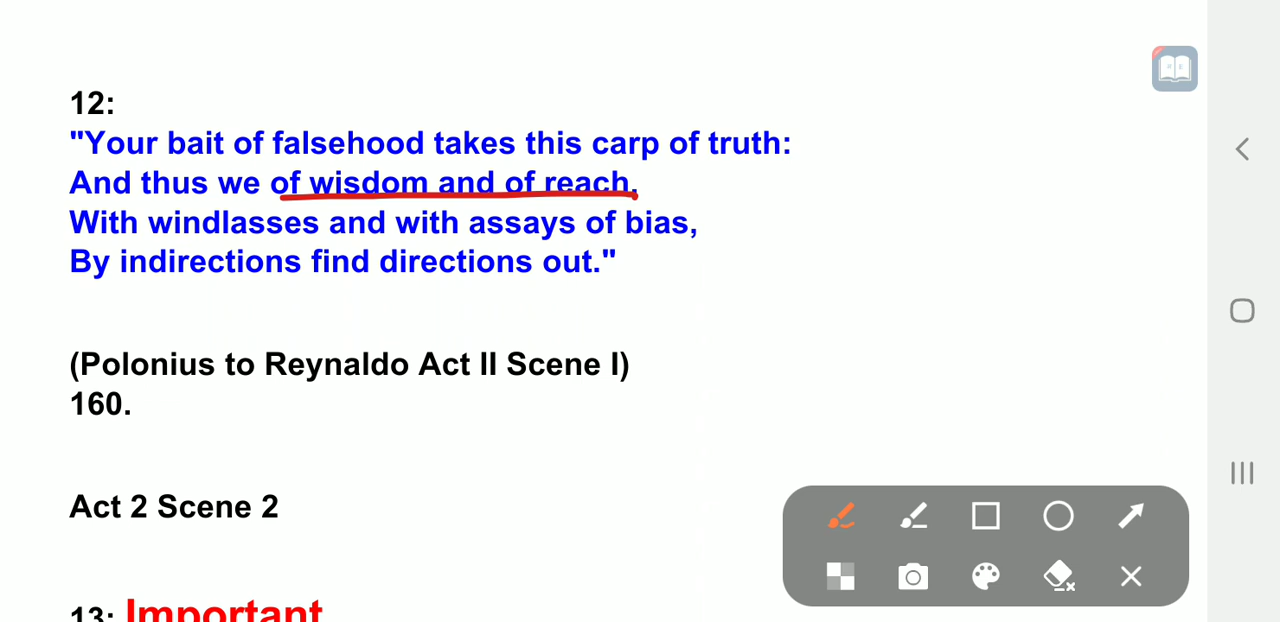 12:
"Your bait of falsehood takes this carp of truth:
And thus we of wisdom and of reach,
With windlasses and with assays of bias,
By indirections find directions out."
(Polonius to Reynaldo Act II Scene I)
160.
Act 2 Scene 2
13: Important